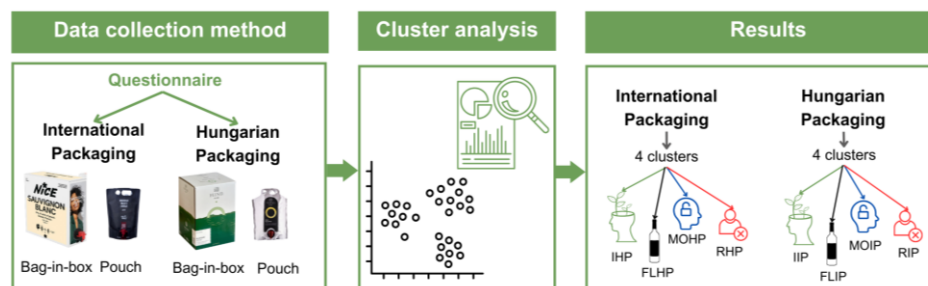 Data collection method
Cluster analysis
Results
Questionnaire
International
Packaging
Hungarian
Packaging
NICE
SAUVIGNON
BLANC
Bag-in-box
Pouch
Bag-in-box
Pouch
International
Packaging
4 clusters
IHP
FLHP
MOHP
RHP
Hungarian
Packaging
4 clusters
IIP
FLIP
MOIP
RIP